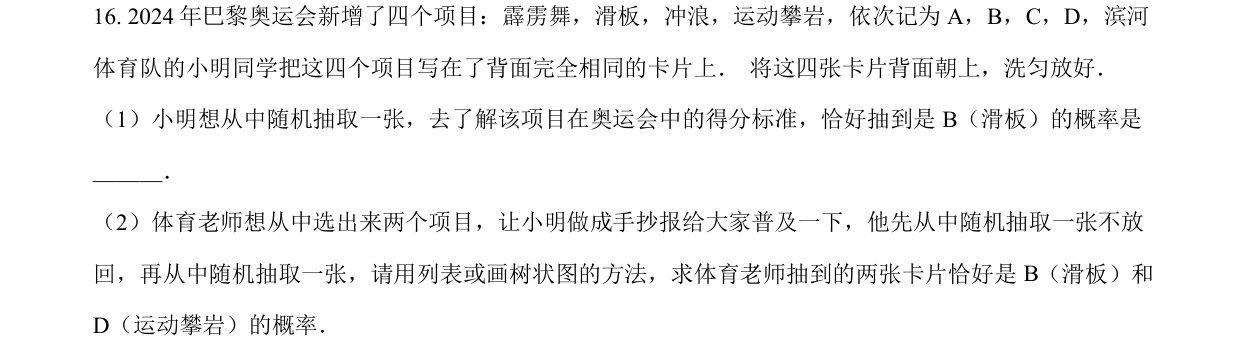 16. 2024 年巴黎奥运会新增了四个项目：霹雳舞，滑板，冲浪，运动攀岩，依次记为 A，B，C，D，滨河
体育队的小明同学把这四个项目写在了背面完全相同的卡片上． 将这四张卡片背面朝上，洗匀放好．
（1）小明想从中随机抽取一张，去了解该项目在奥运会中的得分标准，恰好抽到是 B（滑板）的概率是
______．
（2）体育老师想从中选出来两个项目，让小明做成手抄报给大家普及一下，他先从中随机抽取一张不放
回，再从中随机抽取一张，请用列表或画树状图的方法，求体育老师抽到的两张卡片恰好是 B（滑板）和
D（运动攀岩）的概率．